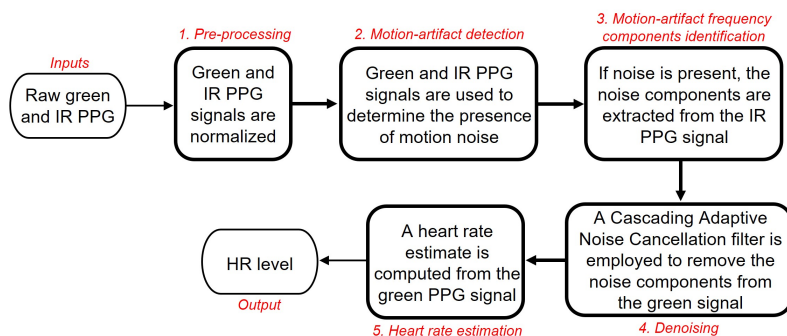 Inputs
Raw green
and IR PPG
1. Pre-processing
Green and
IR PPG
signals are
normalized
2. Motion-artifact detection
Green and IR PPG
signals are used to
determine the presence
of motion noise
3. Motion-artifact frequency
components identification
If noise is present, the
noise components are
extracted from the IR
PPG signal
A Cascading Adaptive
Noise Cancellation filter is
employed to remove the
noise components from
the green signal
4. Denoising
A heart rate
estimate is
computed from the
green PPG signal
5. Heart rate estimation
HR level
Output